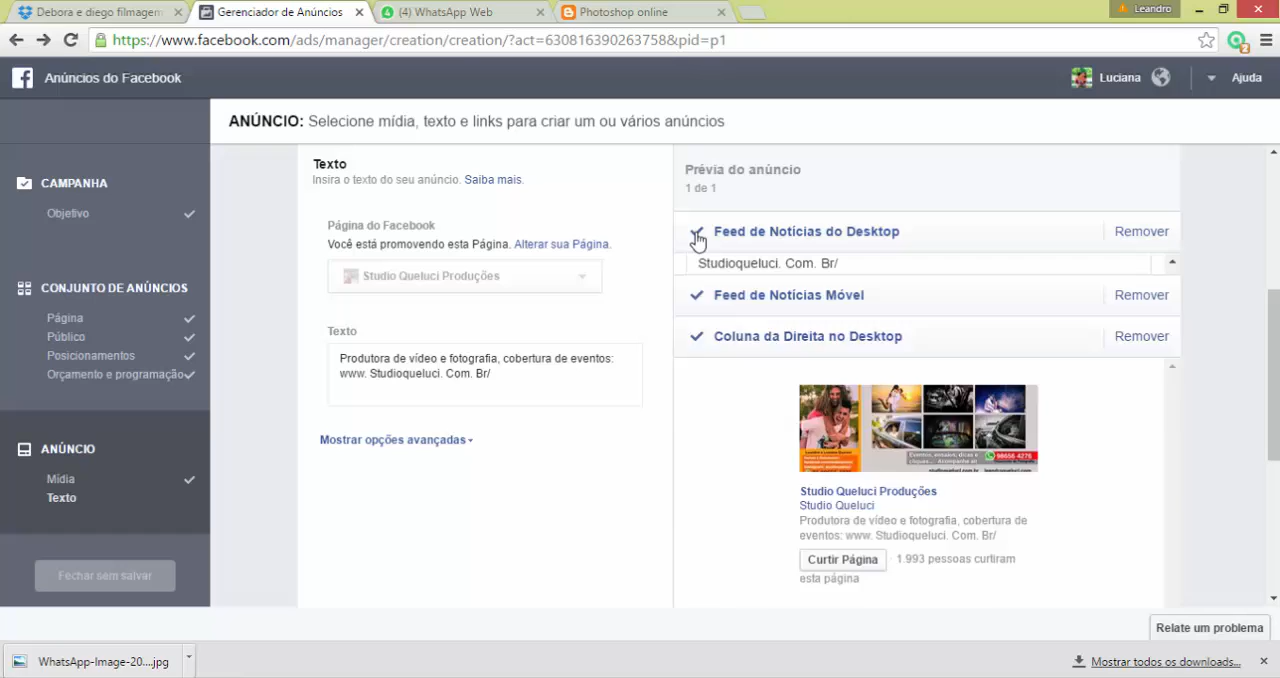 Debora e diego filmagem
Gerenciador de Anúncios
(4) WhatsApp Web
Photoshop online
Leandro
https://www.facebook.com/ads/manager/creation/creation/?act=630816390263758&pid=p1
Anúncios do Facebook
Luciana
Ajuda
ANÚNCIO: Selecione mídia, texto e links para criar um ou vários anúncios
CAMPANHA
Objetivo
CONJUNTO DE ANÚNCIOS
Página
Público
Posicionamentos
Orçamento e programação
ANÚNCIO
Mídia
Texto
Fechar sem salvar
Texto
Insira o texto do seu anúncio. Saiba mais.
Página do Facebook
Você está promovendo esta Página. Alterar sua Página.
Studio Queluci Produções
Texto
Produtora de vídeo e fotografia, cobertura de eventos:
www. Studioqueluci. Com. Br/
Mostrar opções avançadas
Prévia do anúncio
1 de 1
Feed de Notícias do Desktop
Remover
Studioqueluci. Com. Br/
Feed de Notícias Móvel
Remover
Coluna da Direita no Desktop
Remover
98656 4276
Studio Queluci Produções
Studio Queluci
Produtora de vídeo e fotografia, cobertura de
eventos: www. Studioqueluci. Com. Br/
Curtir Página · 1.993 pessoas curtiram
esta página
Relate um problema
WhatsApp-Image-20....jpg
Mostrar todos os downloads...